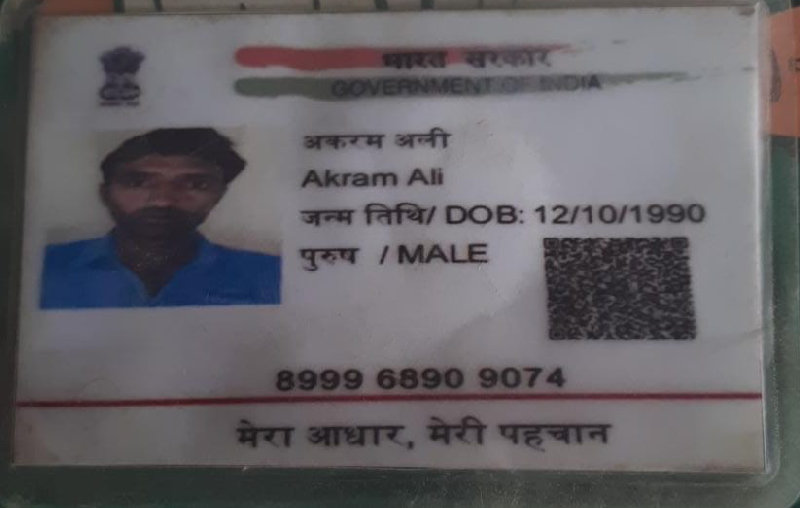 भारत सरकार
GOVERNMENT OF INDIA
अकरम अली
Akram Ali
जन्म तिथि/ DOB: 12/10/1990
पुरुष / MALE
8999 6890 9074
मेरा आधार, मेरी पहचान